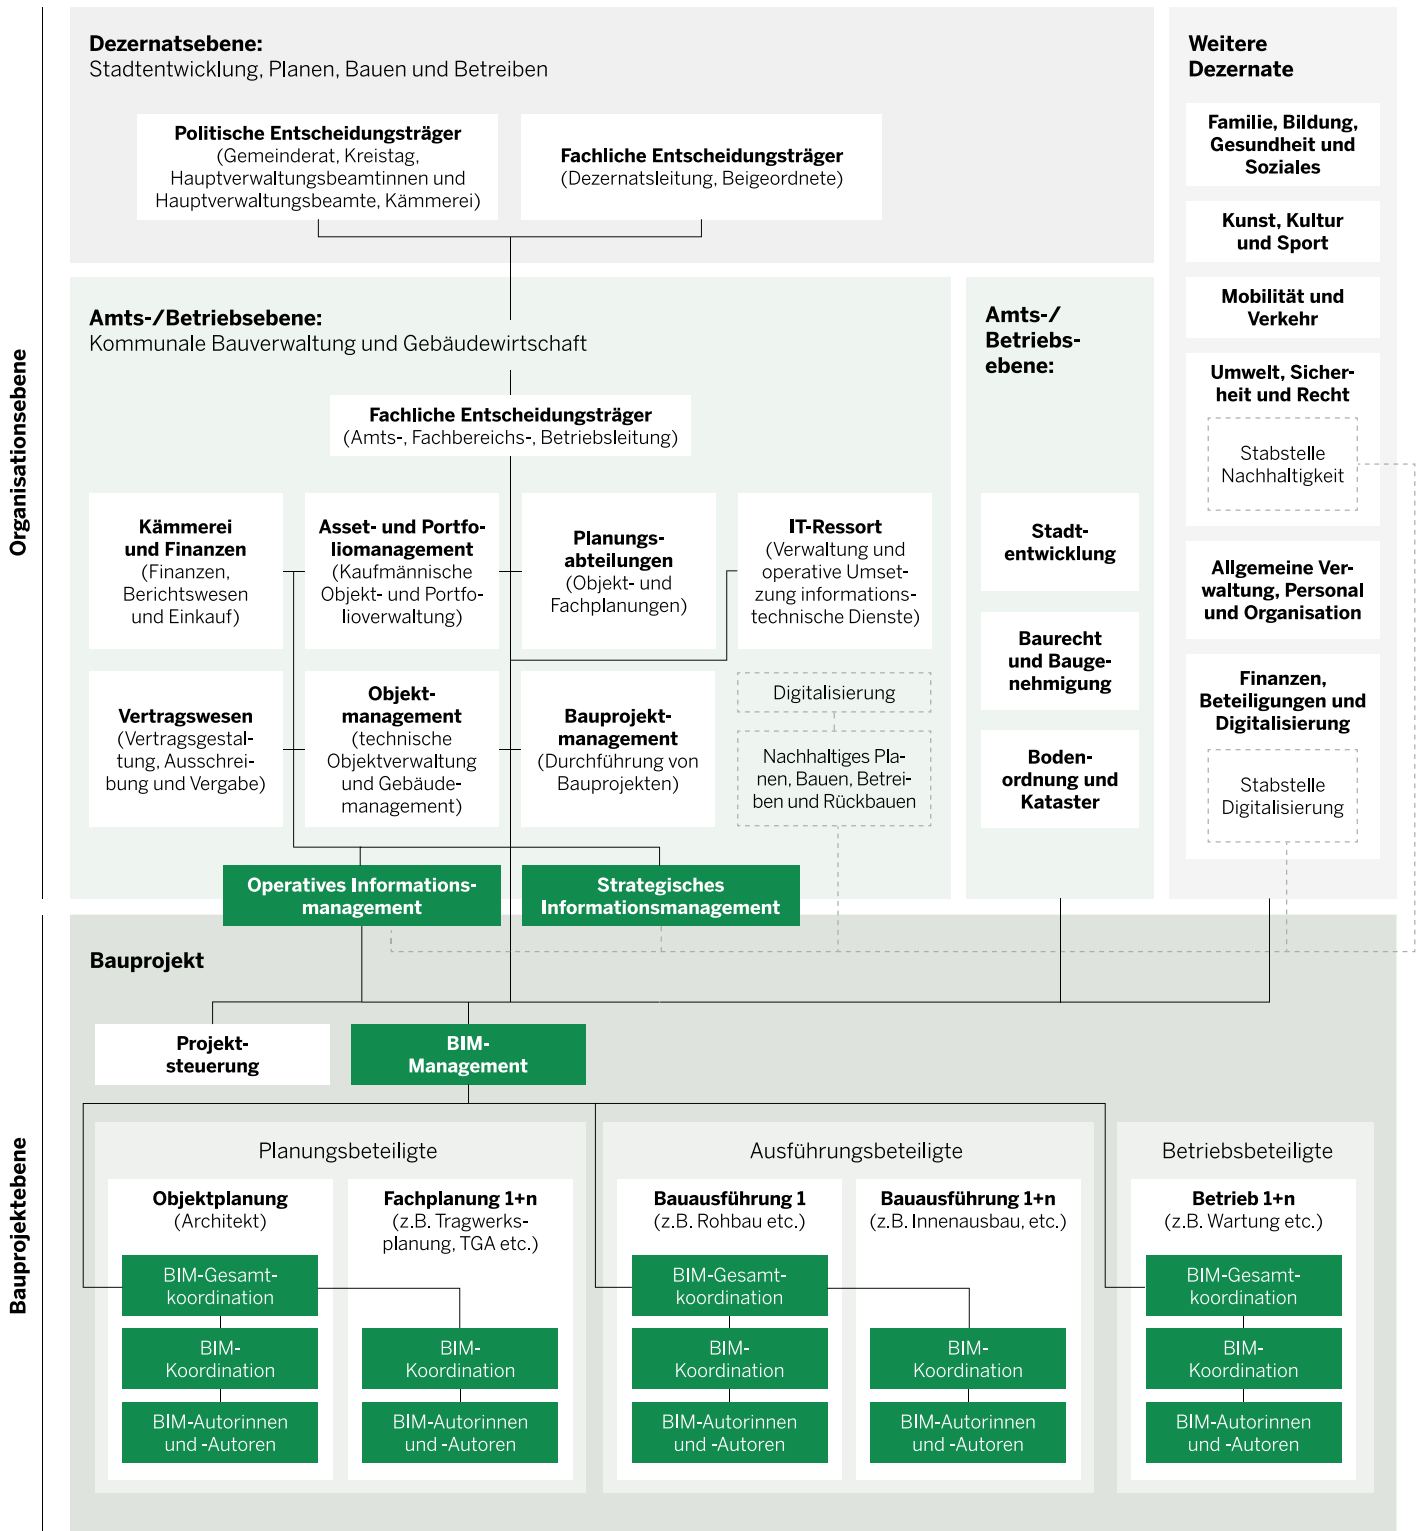 Organisationsebene
Dezernatsebene:
Stadtentwicklung, Planen, Bauen und Betreiben
Politische Entscheidungsträger
(Gemeinderat, Kreistag,
Hauptverwaltungsbeamtinnen und
Hauptverwaltungsbeamte, Kämmerei)
Fachliche Entscheidungsträger
(Dezernatsleitung, Beigeordnete)
Weitere
Dezernate
Familie, Bildung,
Gesundheit und
Soziales
Kunst, Kultur
und Sport
Mobilität und
Verkehr
Umwelt, Sicher-
heit und Recht
Stabstelle
Nachhaltigkeit
Allgemeine Ver-
waltung, Personal
und Organisation
Finanzen,
Beteiligungen und
Digitalisierung
Stabstelle
Digitalisierung
Amts-/Betriebsebene:
Kommunale Bauverwaltung und Gebäudewirtschaft
Fachliche Entscheidungsträger
(Amts-, Fachbereichs-, Betriebsleitung)
Kämmerei
und Finanzen
(Finanzen,
Berichtswesen
und Einkauf)
Asset- und Portfo-
liomanagement
(Kaufmännische
Objekt- und Portfo-
lioverwaltung)
Planungs-
abteilungen
(Objekt- und
Fachplanungen)
IT-Ressort
(Verwaltung und
operative Umset-
zung informations-
technische Dienste)
Vertragswesen
(Vertragsgestal-
tung, Ausschrei-
bung und Vergabe)
Objekt-
management
(technische
Objektverwaltung
und Gebäude-
management)
Bauprojekt-
management
(Durchführung von
Bauprojekten)
Digitalisierung
Nachhaltiges Pla-
nen, Bauen, Betrei-
ben und Rückbauen
Amts-/
Betriebs-
ebene:
Stadt-
entwicklung
Baurecht
und Bauge-
nehmigung
Boden-
ordnung und
Kataster
Operatives Informations-
management
Strategisches
Informationsmanagement
Bauprojektebene
Bauprojekt
Projekt-
steuerung
BIM-
Management
Planungsbeteiligte
Objektplanung
(Architekt)
BIM-Gesamt-
koordination
BIM-
Koordination
BIM-Autorinnen
und -Autoren
Fachplanung 1+n
(z.B. Tragwerks-
planung, TGA etc.)
BIM-
Koordination
BIM-Autorinnen
und -Autoren
Ausführungsbeteiligte
Bauausführung 1
(z.B. Rohbau etc.)
BIM-Gesamt-
koordination
BIM-
Koordination
BIM-Autorinnen
und -Autoren
Bauausführung 1+n
(z.B. Innenausbau, etc.)
BIM-
Koordination
BIM-Autorinnen
und -Autoren
Betriebsbeteiligte
Betrieb 1+n
(z.B. Wartung etc.)
BIM-Gesamt-
koordination
BIM-
Koordination
BIM-Autorinnen
und -Autoren